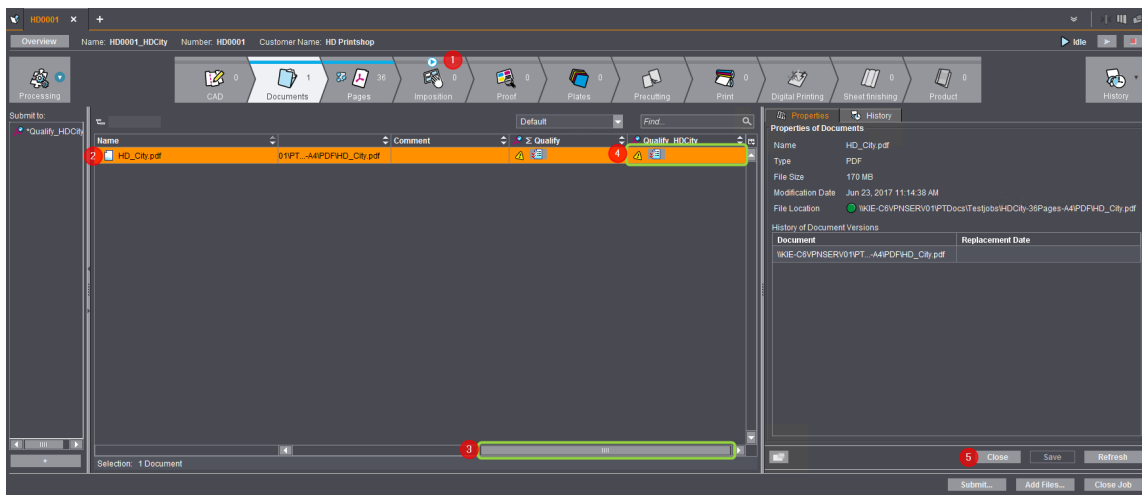 HD0001 × +
Overview Name: HD0001_HDCity Number: HD0001 Customer Name: HD Printshop Idle
1
Processing
0 1 36 0 0 0 0 0 0
CAD Documents Pages Imposition Proof Plates Precutting Print Digital Printing Sheet finishing Product
History
Submit to:
*Qualify_HDCity
Default Find...
Name Comment Σ Qualify Qualify_HDCity
2 HD_City.pdf 01\PT...-A4\PDF\HD_City.pdf 4
3
Selection: 1 Document
+
Properties History
Properties of Documents
Name HD_City.pdf
Type PDF
File Size 170 MB
Modification Date Jun 23, 2017 11:14:38 AM
File Location \\KIE-C6VPNSERV01\PTDocs\Testjobs\HDCity-36Pages-A4\PDF\HD_City.pdf
History of Document Versions
Document Replacement Date
\\KIE-C6VPNSERV01\PT...-A4\PDF\HD_City.pdf
5 Close Save Refresh
Submit... Add Files... Close Job